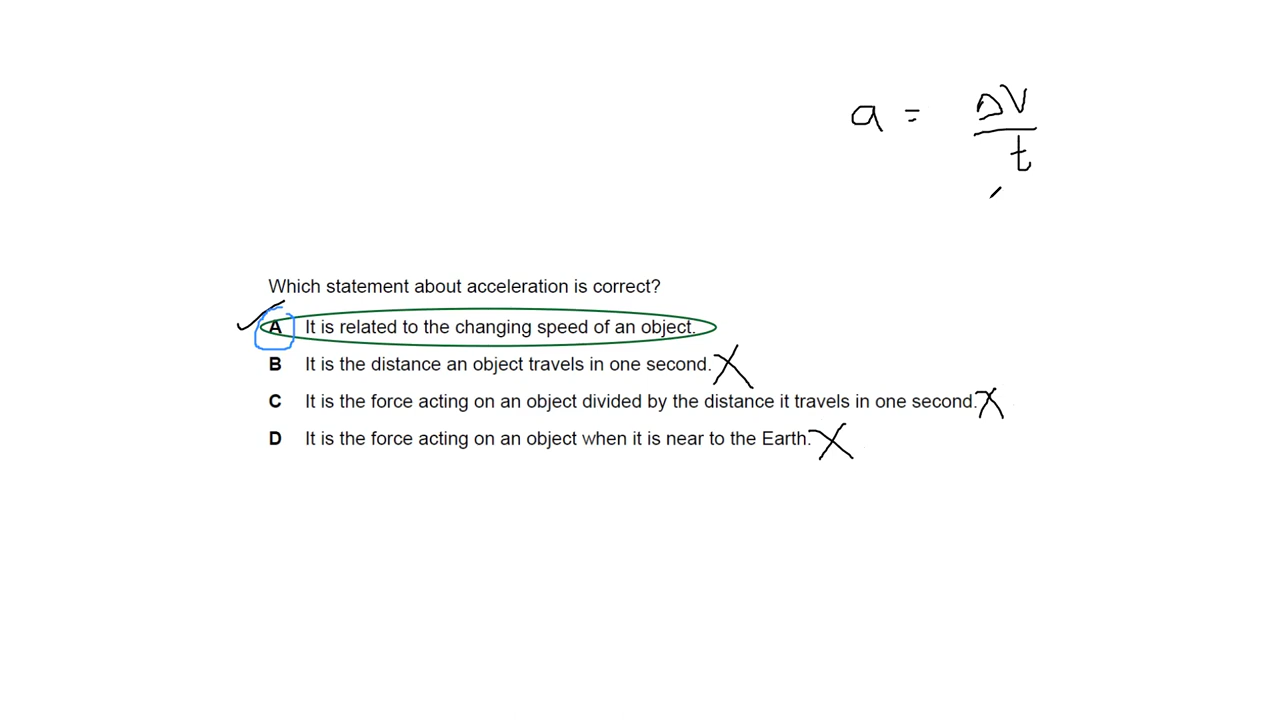 a = ΔV
t
Which statement about acceleration is correct?
A It is related to the changing speed of an object.
B It is the distance an object travels in one second.
C It is the force acting on an object divided by the distance it travels in one second.
D It is the force acting on an object when it is near to the Earth.